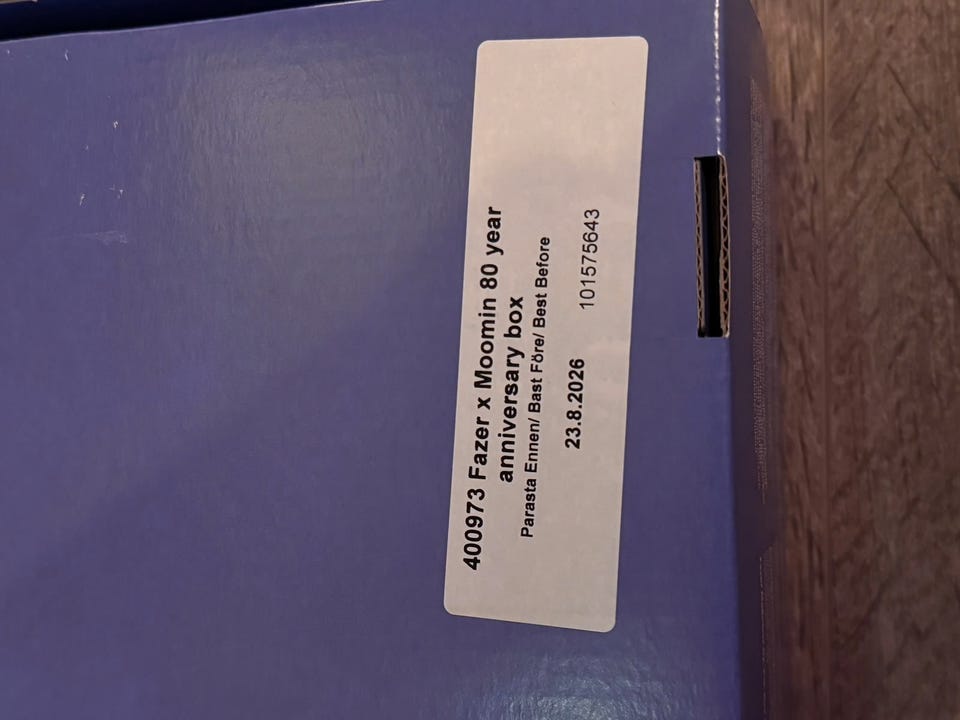 400973 Fazer x Moomin 80 year
anniversary box
Parasta Ennen/ Bast Före/ Best Before
23.8.2026 101575643